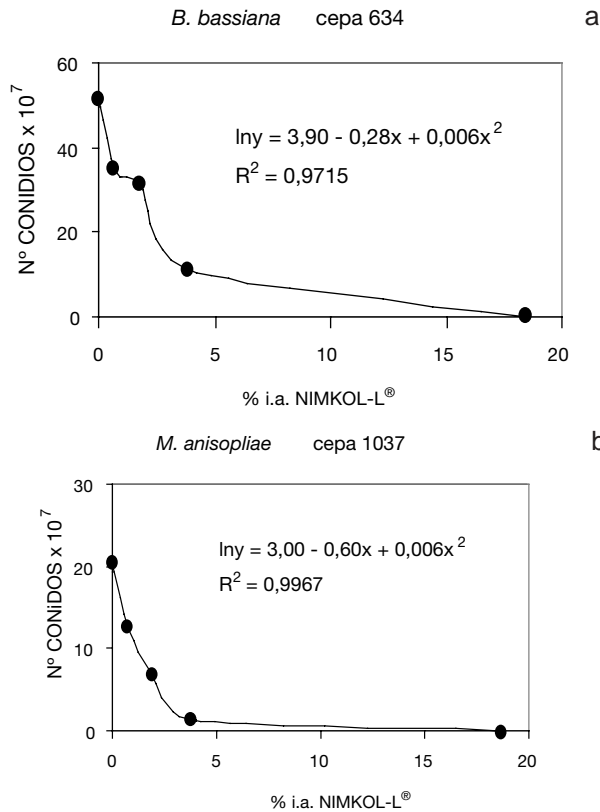 B. bassiana cepa 634
a
60
40
20
0
Nº CONIDIOS x 10^7
lny = 3,90 - 0,28x + 0,006x^2
R^2 = 0,9715
0 5 10 15 20
% i.a. NIMKOL-L®
M. anisopliae cepa 1037
b
30
20
10
0
Nº CONiDOS x 10^7
lny = 3,00 - 0,60x + 0,006x^2
R^2 = 0,9967
0 5 10 15 20
% i.a. NIMKOL-L®